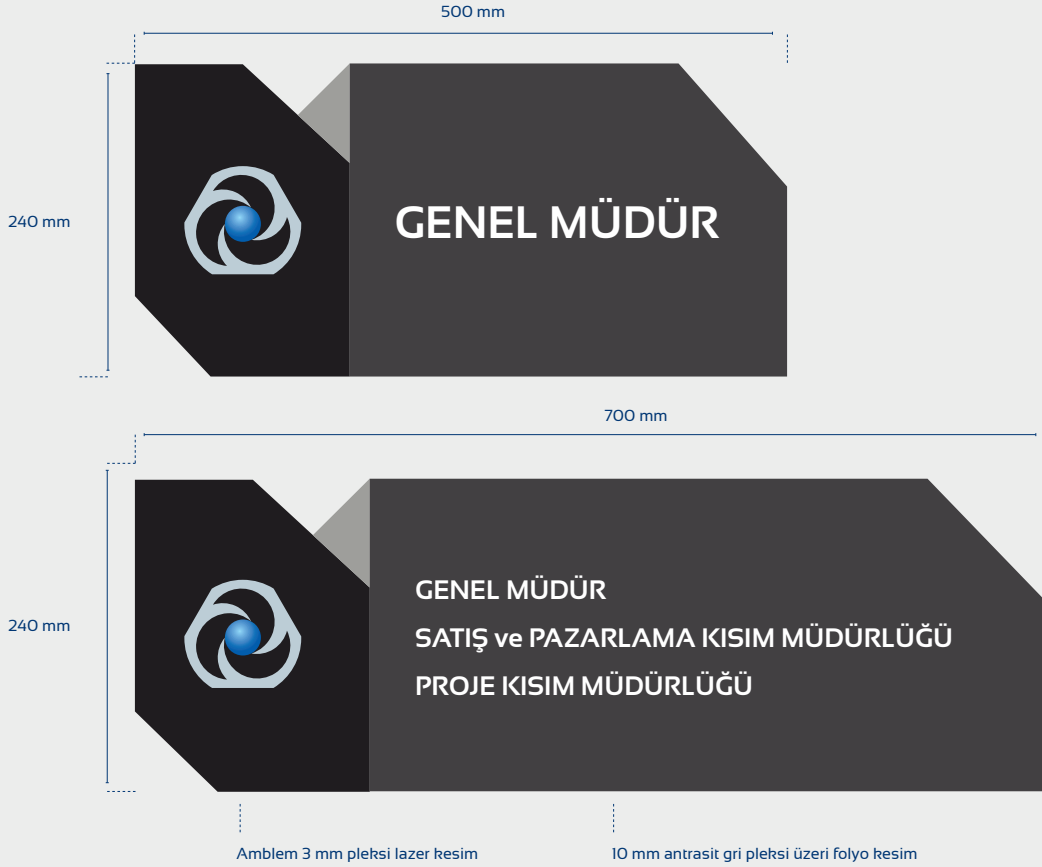 500 mm
240 mm
GENEL MÜDÜR
700 mm
240 mm
GENEL MÜDÜR
SATIŞ ve PAZARLAMA KISIM MÜDÜRLÜĞÜ
PROJE KISIM MÜDÜRLÜĞÜ
Amblem 3 mm pleksi lazer kesim
10 mm antrasit gri pleksi üzeri folyo kesim